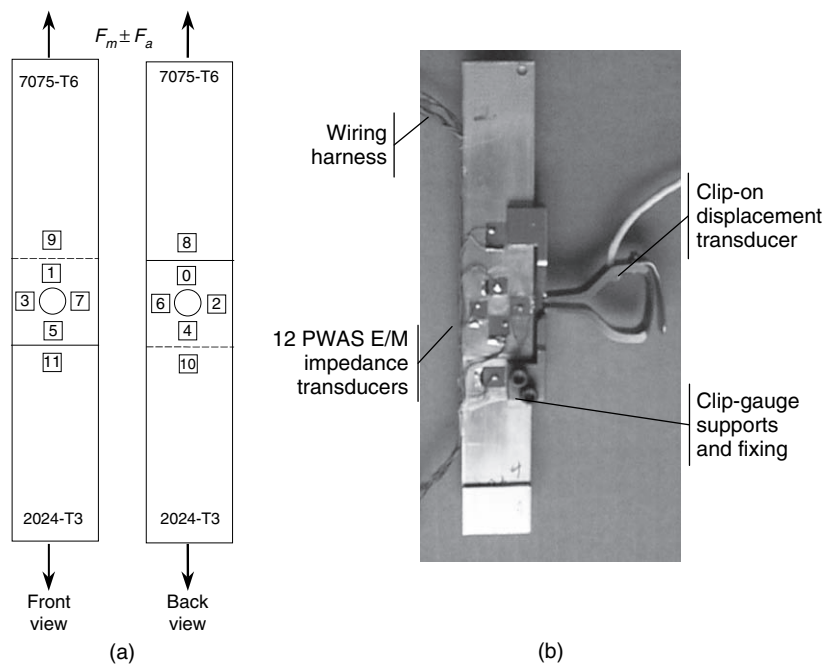 Fm ± Fa
7075-T6
9
1
3
7
5
11
2024-T3
Front
view
7075-T6
8
0
6
2
4
10
2024-T3
Back
view
(a)
Wiring
harness
12 PWAS E/M
impedance
transducers
Clip-on
displacement
transducer
Clip-gauge
supports
and fixing
(b)